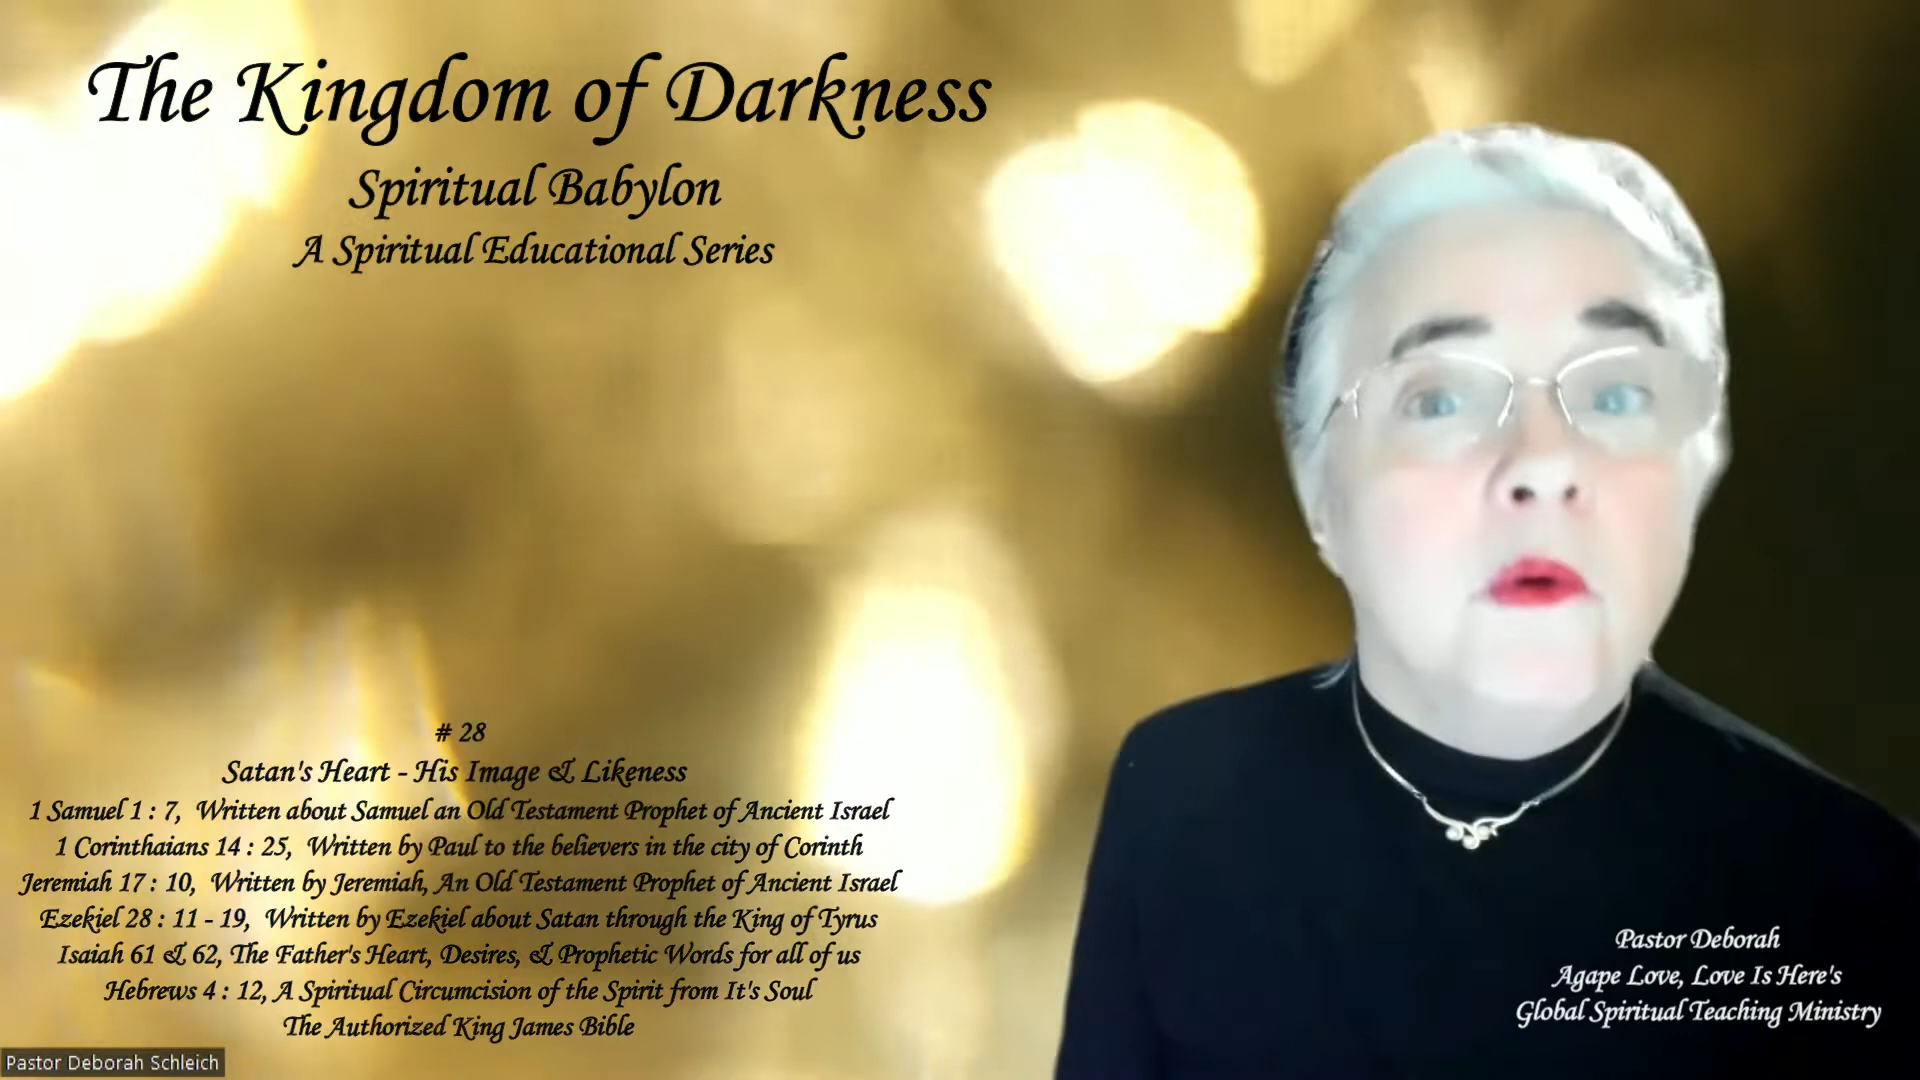 The Kingdom of Darkness
Spiritual Babylon
A Spiritual Educational Series
# 28
Satan's Heart - His Image & Likeness
1 Samuel 1 : 7, Written about Samuel an Old Testament Prophet of Ancient Israel
1 Corinthaians 14 : 25, Written by Paul to the believers in the city of Corinth
Jeremiah 17 : 10, Written by Jeremiah, An Old Testament Prophet of Ancient Israel
Ezekiel 28 : 11 - 19, Written by Ezekiel about Satan through the King of Tyrus
Isaiah 61 & 62, The Father's Heart, Desires, & Prophetic Words for all of us
Hebrews 4 : 12, A Spiritual Circumcision of the Spirit from It's Soul
The Authorized King James Bible
Pastor Deborah
Agape Love, Love Is Here's
Global Spiritual Teaching Ministry
Pastor Deborah Schleich